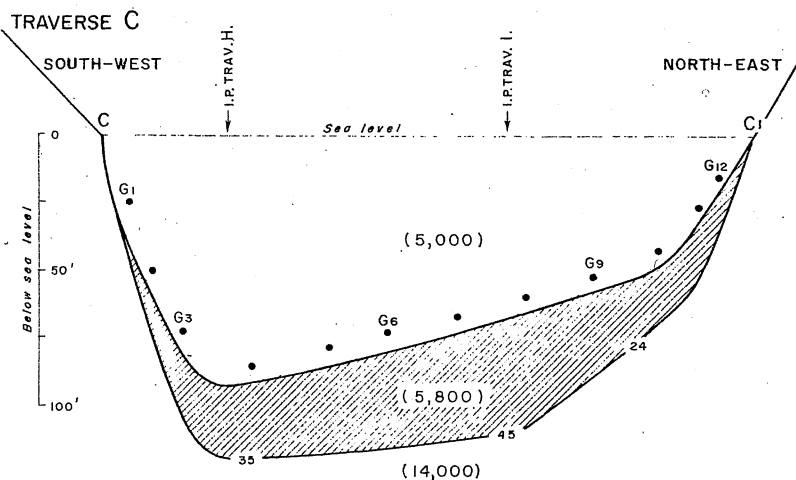 TRAVERSE C
SOUTH-WEST
I.P. TRAV. H.
I.P. TRAV. I.
NORTH-EAST
C
Sea level
C1
0
G1
G12
(5,000)
Below sea level
50'
G9
G3
G6
24
(5,800)
100'
45
35
(14,000)